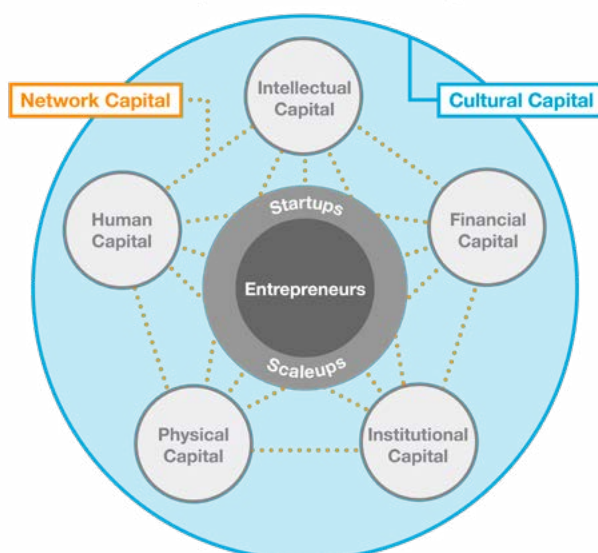 Intellectual
Capital
Network Capital
Cultural Capital
Human
Capital
Startups
Financial
Capital
Entrepreneurs
Scaleups
Physical
Capital
Institutional
Capital